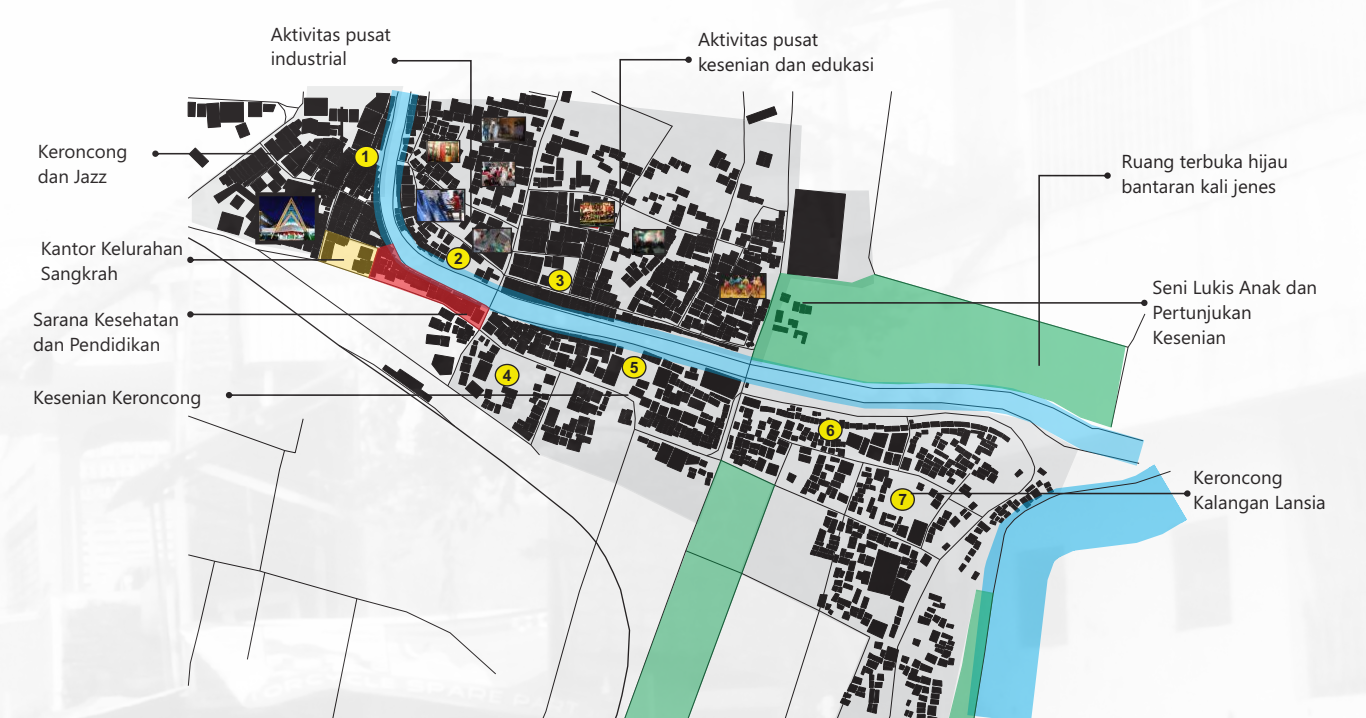 Aktivitas pusat
industrial
Aktivitas pusat
kesenian dan edukasi
Keroncong
dan Jazz
Ruang terbuka hijau
bantaran kali jenes
Kantor Kelurahan
Sangkrah
Seni Lukis Anak dan
Pertunjukan
Kesenian
Sarana Kesehatan
dan Pendidikan
Kesenian Keroncong
Keroncong
Kalangan Lansia
1
2
3
4
5
6
7